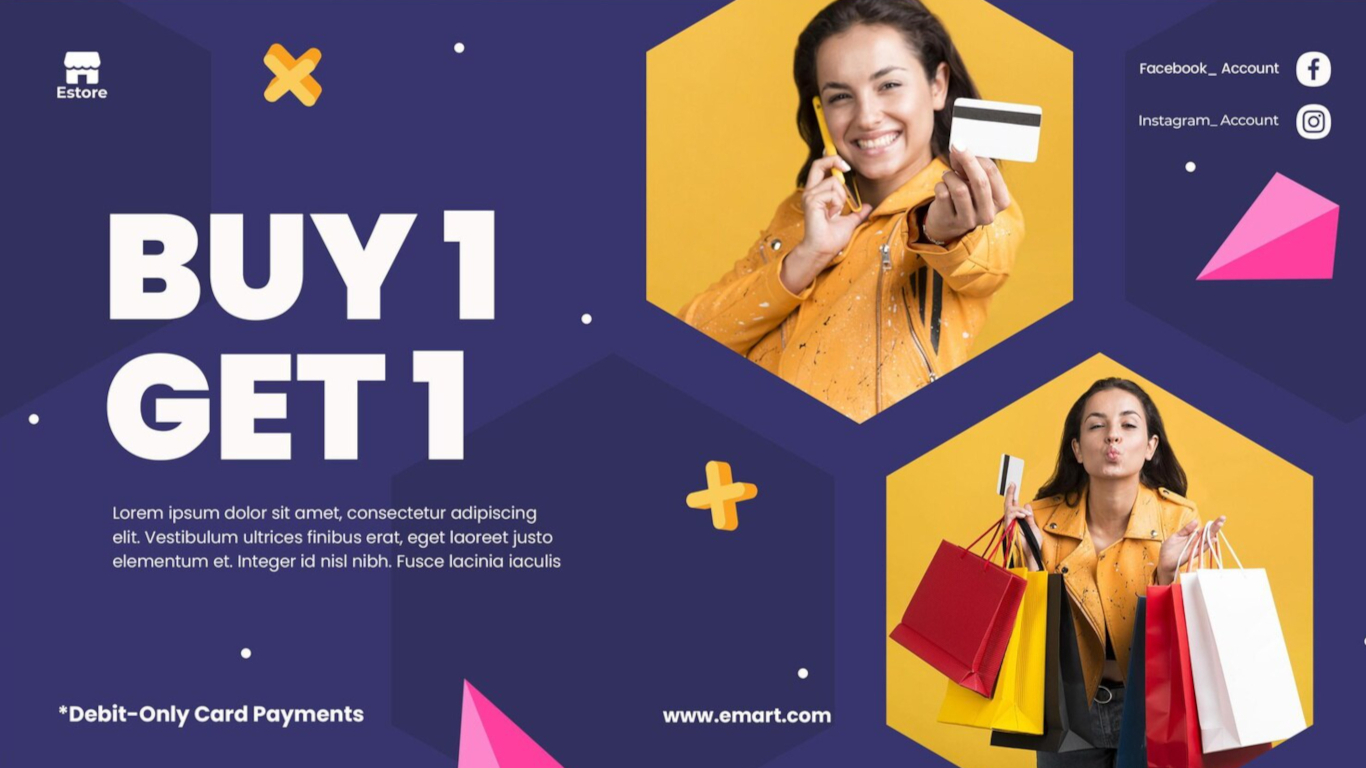 Estore
Facebook_ Account
Instagram_ Account
BUY 1
GET 1
Lorem ipsum dolor sit amet, consectetur adipiscing
elit. Vestibulum ultrices finibus erat, eget laoreet justo
elementum et. Integer id nisl nibh. Fusce lacinia iaculis
*Debit-Only Card Payments
www.emart.com